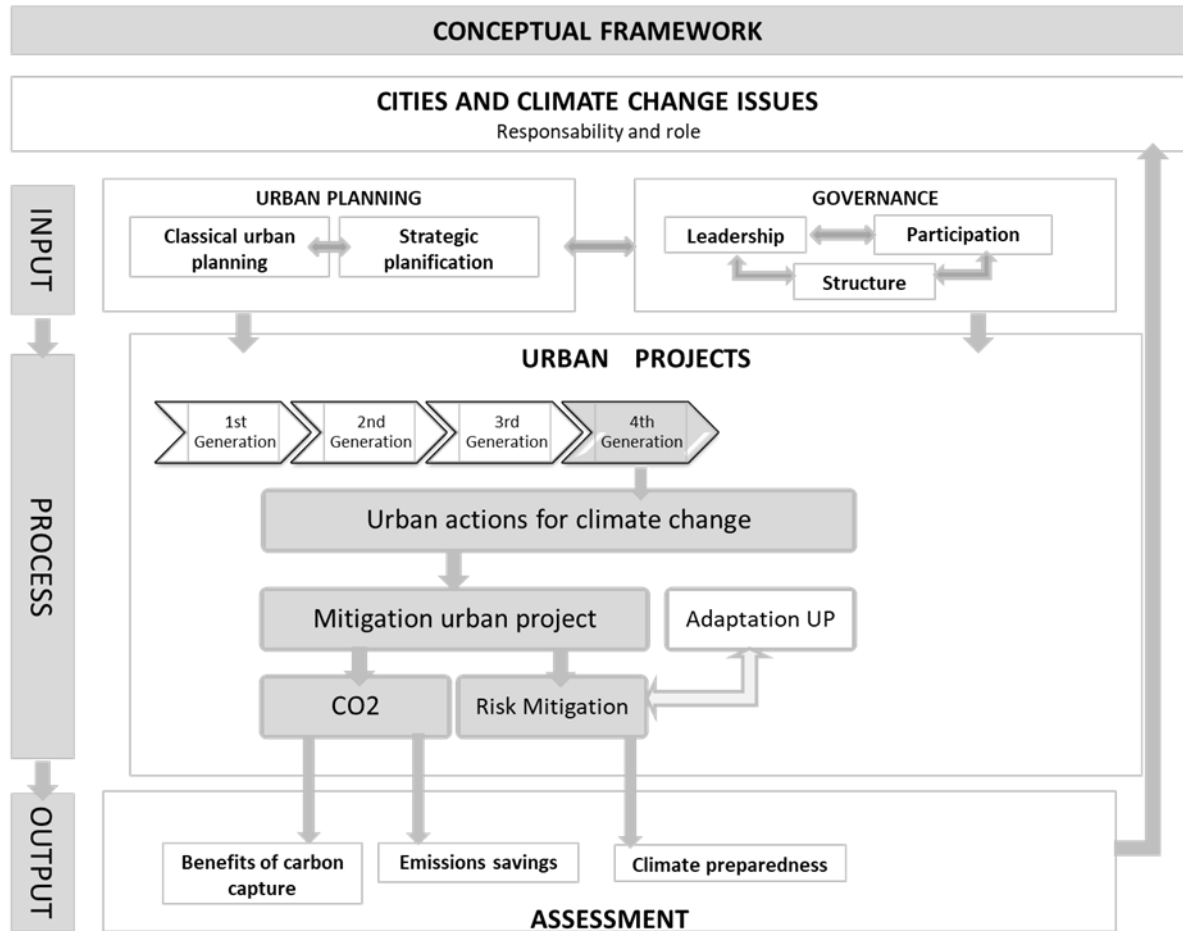 CONCEPTUAL FRAMEWORK
CITIES AND CLIMATE CHANGE ISSUES
Responsability and role
INPUT
URBAN PLANNING
Classical urban
planning
Strategic
planification
GOVERNANCE
Leadership
Participation
Structure
PROCESS
URBAN PROJECTS
1st
Generation
2nd
Generation
3rd
Generation
4th
Generation
Urban actions for climate change
Mitigation urban project
Adaptation UP
CO2
Risk Mitigation
OUTPUT
Benefits of carbon
capture
Emissions savings
Climate preparedness
ASSESSMENT